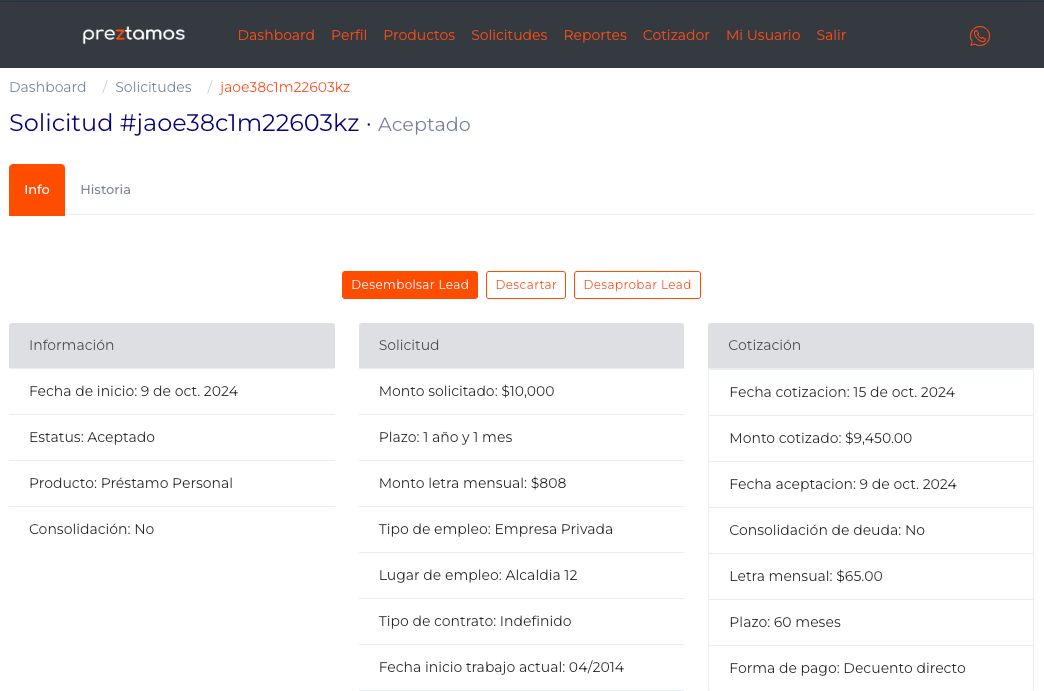 preztamos
Dashboard Perfil Productos Solicitudes Reportes Cotizador Mi Usuario Salir
Dashboard / Solicitudes / jaoe38c1m22603kz
Solicitud #jaoe38c1m22603kz · Aceptado
Info Historia
Desembolsar Lead Descartar Desaprobar Lead
Información
Fecha de inicio: 9 de oct. 2024
Estatus: Aceptado
Producto: Préstamo Personal
Consolidación: No
Solicitud
Monto solicitado: $10,000
Plazo: 1 año y 1 mes
Monto letra mensual: $808
Tipo de empleo: Empresa Privada
Lugar de empleo: Alcaldia 12
Tipo de contrato: Indefinido
Fecha inicio trabajo actual: 04/2014
Cotización
Fecha cotizacion: 15 de oct. 2024
Monto cotizado: $9,450.00
Fecha aceptacion: 9 de oct. 2024
Consolidación de deuda: No
Letra mensual: $65.00
Plazo: 60 meses
Forma de pago: Decuento directo